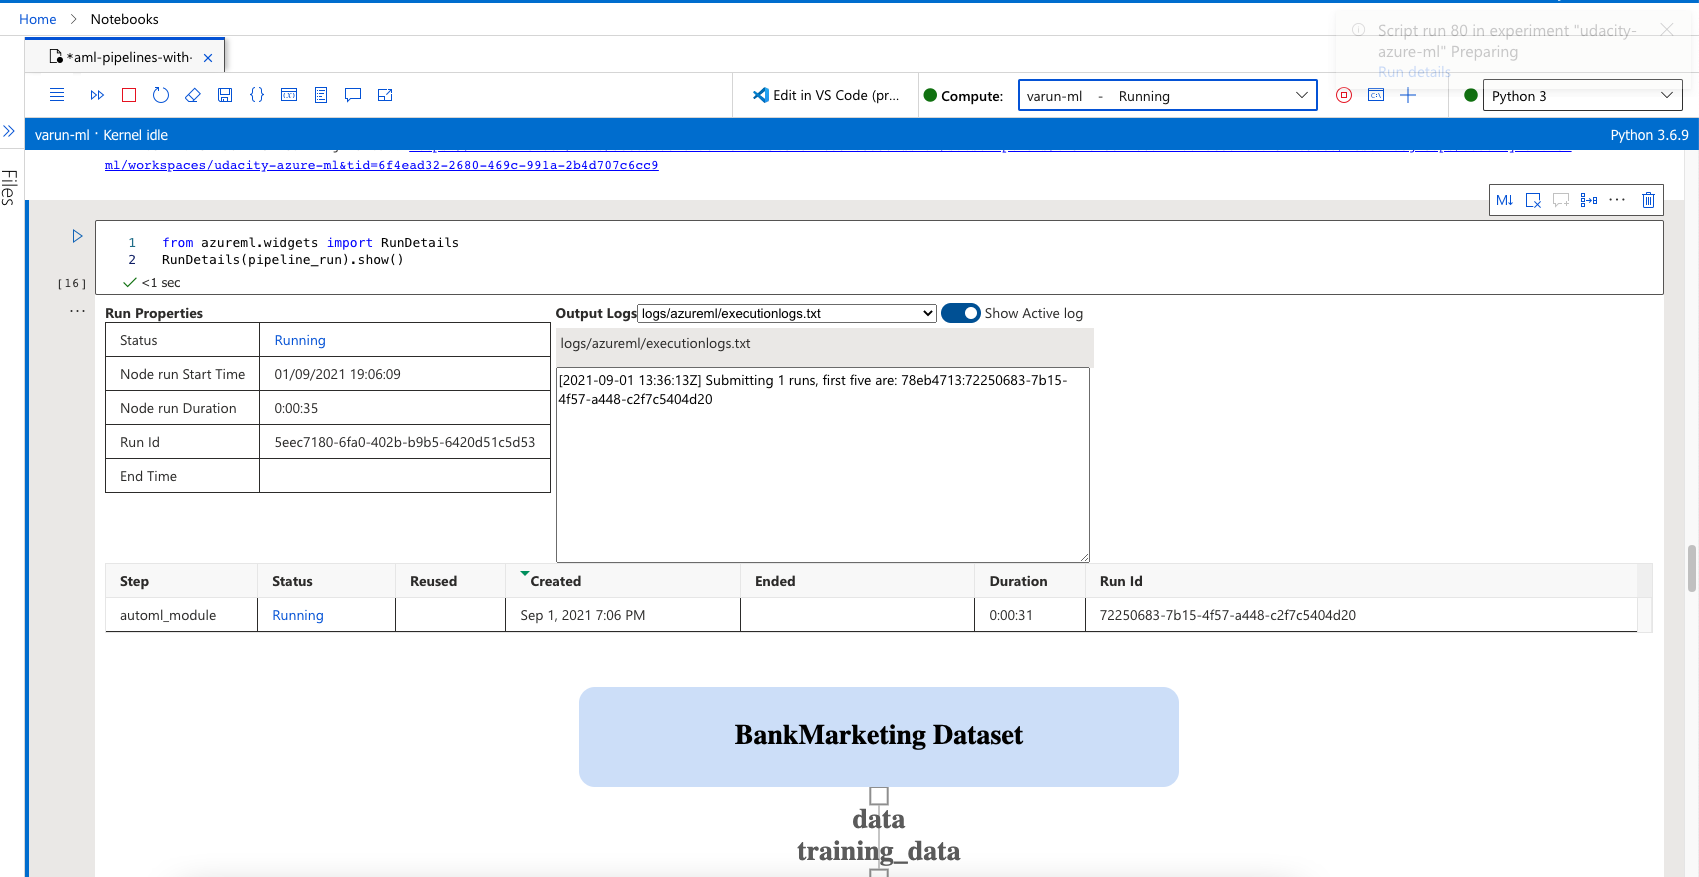 Home > Notebooks
Script run 80 in experiment "udacity-
azure-ml" Preparing
Run details
*aml-pipelines-with-
Edit in VS Code (pr...
Compute:
varun-ml - Running
Python 3
varun-ml · Kernel idle
Python 3.6.9
Files
ml/workspaces/udacity-azure-ml&tid=6f4ead32-2680-469c-991a-2b4d707c6cc9
M↓
1 from azureml.widgets import RunDetails
2 RunDetails(pipeline_run).show()
[16]
<1 sec
Run Properties
Status Running
Node run Start Time 01/09/2021 19:06:09
Node run Duration 0:00:35
Run Id 5eec7180-6fa0-402b-b9b5-6420d51c5d53
End Time
Output Logs logs/azureml/executionlogs.txt Show Active log
logs/azureml/executionlogs.txt
[2021-09-01 13:36:13Z] Submitting 1 runs, first five are: 78eb4713:72250683-7b15-
4f57-a448-c2f7c5404d20
Step Status Reused Created Ended Duration Run Id
automl_module Running Sep 1, 2021 7:06 PM 0:00:31 72250683-7b15-4f57-a448-c2f7c5404d20
BankMarketing Dataset
data
training_data